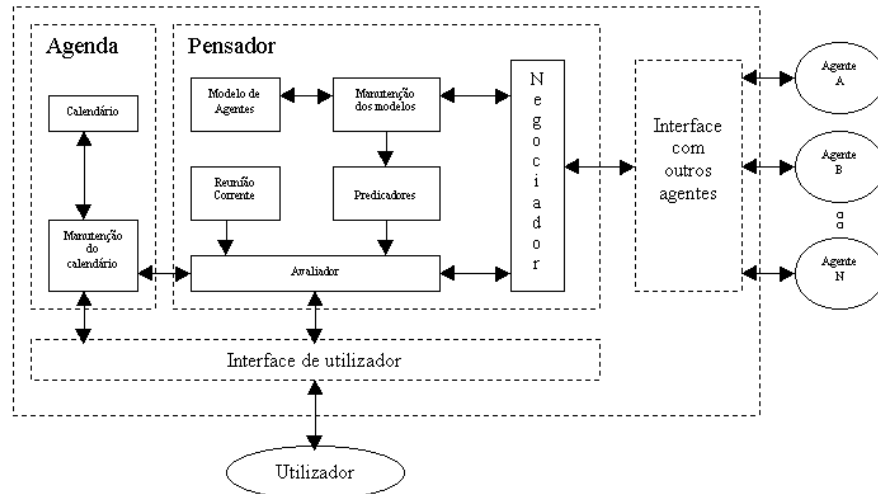 Agenda
Pensador
Calendário
Manutenção
do
calendário
Modelo de
Agentes
Manutenção
dos modelos
Reunião
Corrente
Predicadores
Avaliador
N
e
g
o
c
i
a
d
o
r
Interface
com
outros
agentes
Agente
A
Agente
B
Agente
N
Interface de utilizador
Utilizador